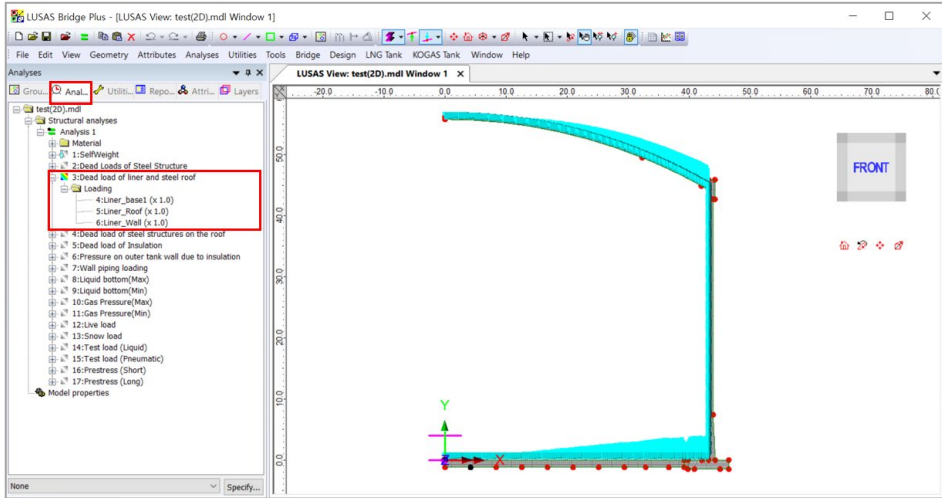 LUSAS Bridge Plus - [LUSAS View: test(2D).mdl Window 1]
File Edit View Geometry Attributes Analyses Utilities Tools Bridge Design LNG Tank KOGAS Tank Window Help
Analyses
LUSAS View: test(2D).mdl Window 1 X
Grou... Anal... Utiliti... Repo... Attri... Layers
-20.0 -10.0 0.0 10.0 20.0 30.0 40.0 50.0 60.0 70.0 80.0
test(2D).mdl
Structural analyses
Analysis 1
Material
1:SelfWeight
2:Dead Loads of Steel Structure
3:Dead load of liner and steel roof
Loading
4:Liner_base1 (x 1.0)
5:Liner_Roof (x 1.0)
6:Liner_Wall (x 1.0)
4:Dead load of steel structures on the roof
5:Dead load of Insulation
6:Pressure on outer tank wall due to insulation
7:Wall piping loading
8:Liquid bottom(Max)
9:Liquid bottom(Min)
10:Gas Pressure(Max)
11:Gas Pressure(Min)
12:Live load
13:Snow load
14:Test load (Liquid)
15:Test load (Pneumatic)
16:Prestress (Short)
17:Prestress (Long)
Model properties
50.0
40.0
30.0
20.0
10.0
0.0
FRONT
Y
Z
X
None
Specify...